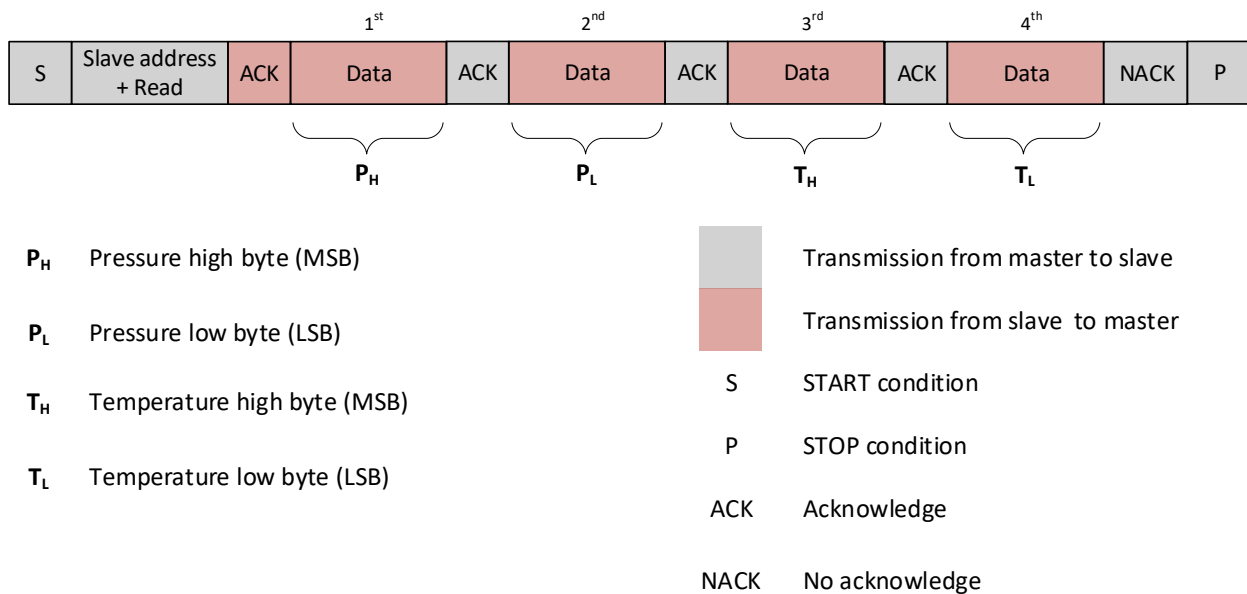 1st 2nd 3rd 4th
S Slave address + Read ACK Data ACK Data ACK Data ACK Data NACK P
PH PL TH TL
PH Pressure high byte (MSB)
PL Pressure low byte (LSB)
TH Temperature high byte (MSB)
TL Temperature low byte (LSB)
Transmission from master to slave
Transmission from slave to master
S START condition
P STOP condition
ACK Acknowledge
NACK No acknowledge